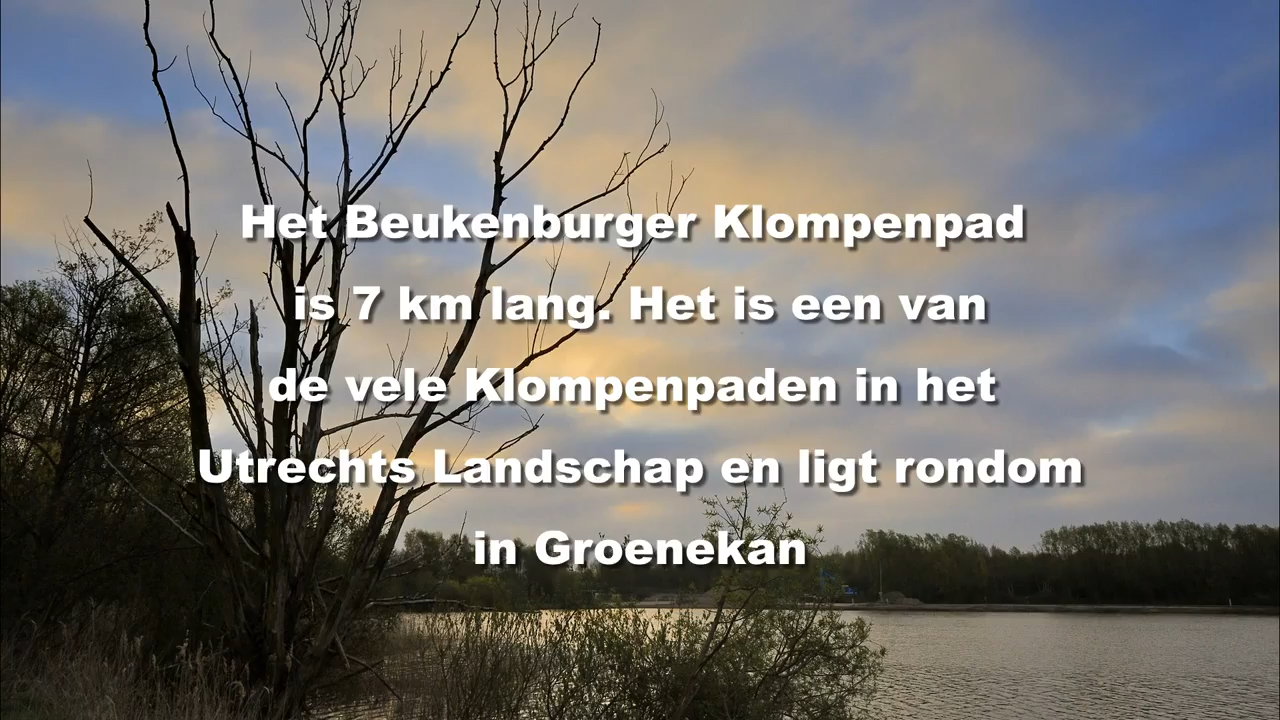 Het Beukenburger Klompenpad
is 7 km lang. Het is een van
de vele Klompenpaden in het
Utrechts Landschap en ligt rondom
in Groenekan